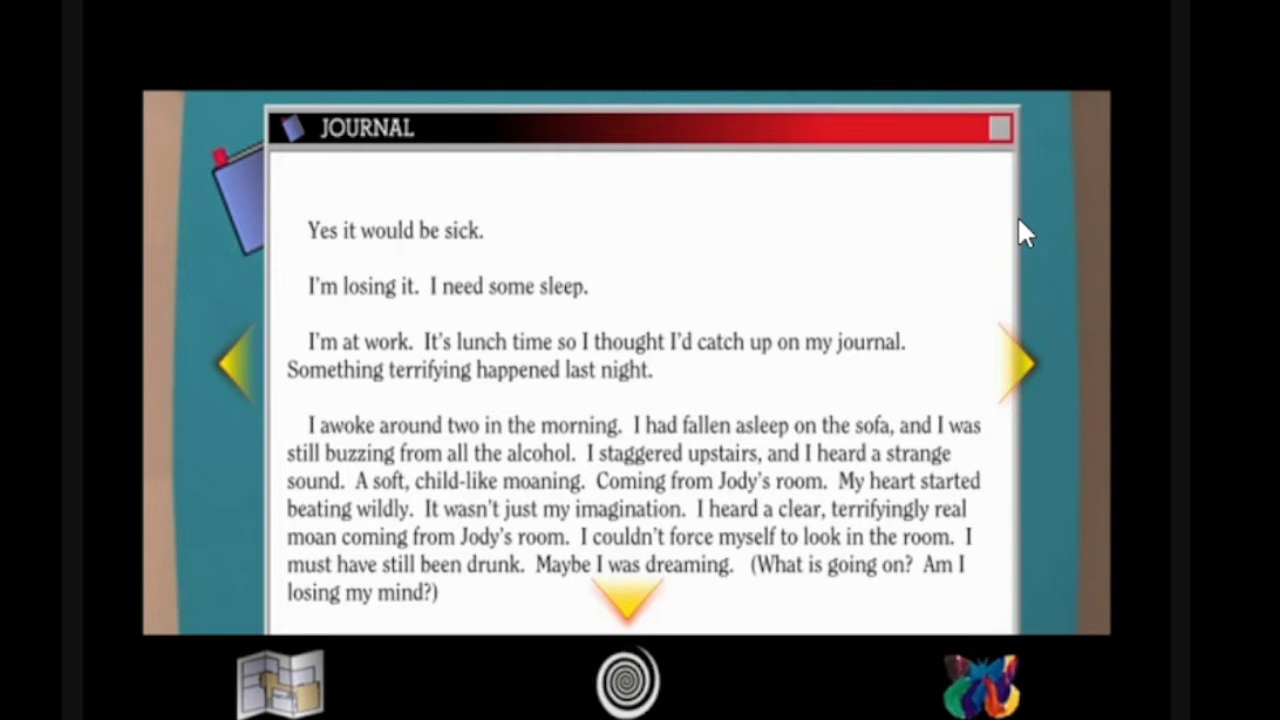 JOURNAL
Yes it would be sick.
I'm losing it.  I need some sleep.
I'm at work.  It's lunch time so I thought I'd catch up on my journal.
Something terrifying happened last night.
I awoke around two in the morning.  I had fallen asleep on the sofa, and I was
still buzzing from all the alcohol.  I staggered upstairs, and I heard a strange
sound.  A soft, child-like moaning.  Coming from Jody's room.  My heart started
beating wildly.  It wasn't just my imagination.  I heard a clear, terrifyingly real
moan coming from Jody's room.  I couldn't force myself to look in the room.  I
must have still been drunk.  Maybe I was dreaming.  (What is going on?  Am I
losing my mind?)